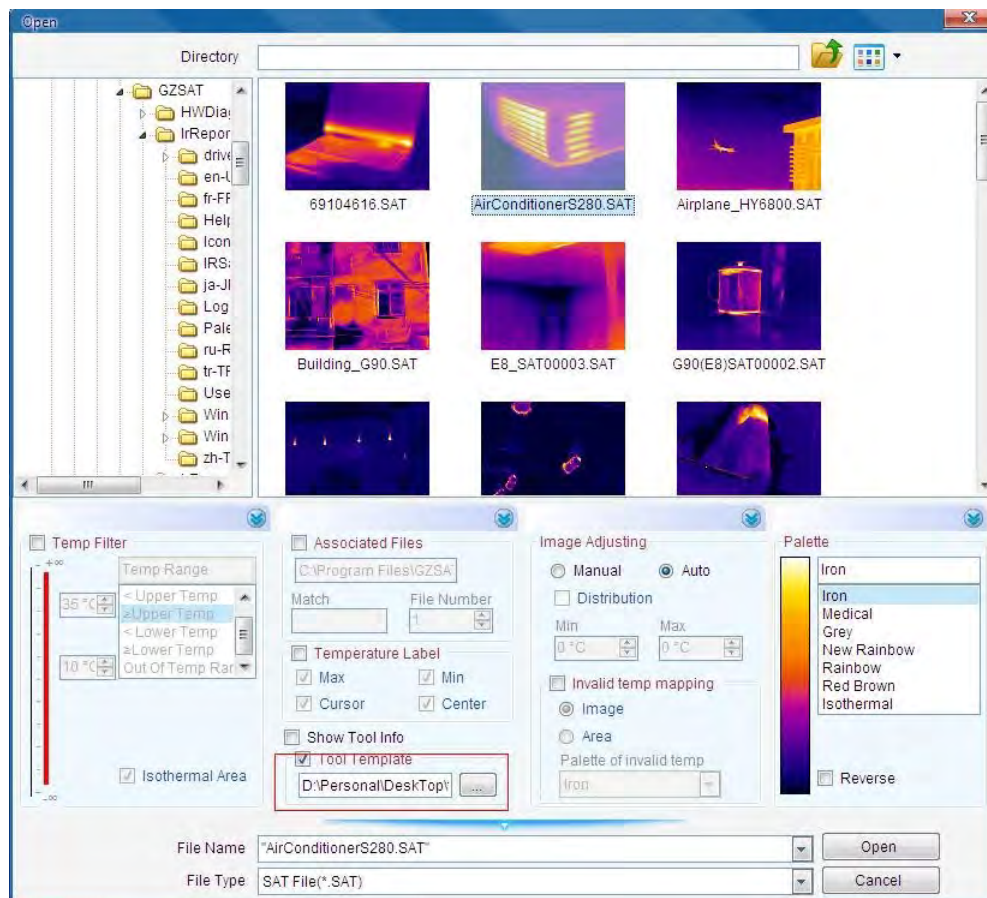 Open
Directory
GZSAT
HWDia
IrRepor
drive
en-U
fr-FF
Help
Icon
IRS
ja-JI
Log
Pale
ru-R
tr-TF
Use
Win
Win
zh-T
69104616.SAT
AirConditionerS280.SAT
Airplane_HY6800.SAT
Building_G90.SAT
E8_SAT00003.SAT
G90(E8)SAT00002.SAT
Temp Filter
+∞
Temp Range
35 °C
< Upper Temp
≥Upper Temp
< Lower Temp
≥Lower Temp
10 °C
Out Of Temp Ran
Isothermal Area
-∞
Associated Files
C:\Program Files\GZSA
Match
File Number
1
Temperature Label
Max
Min
Cursor
Center
Show Tool Info
Tool Template
D:\Personal\DeskTop\
...
Image Adjusting
Manual
Auto
Distribution
Min
Max
0 °C
0 °C
Invalid temp mapping
Image
Area
Palette of invalid temp
Iron
Palette
Iron
Iron
Medical
Grey
New Rainbow
Rainbow
Red Brown
Isothermal
Reverse
File Name
"AirConditionerS280.SAT"
Open
File Type
SAT File(*.SAT)
Cancel